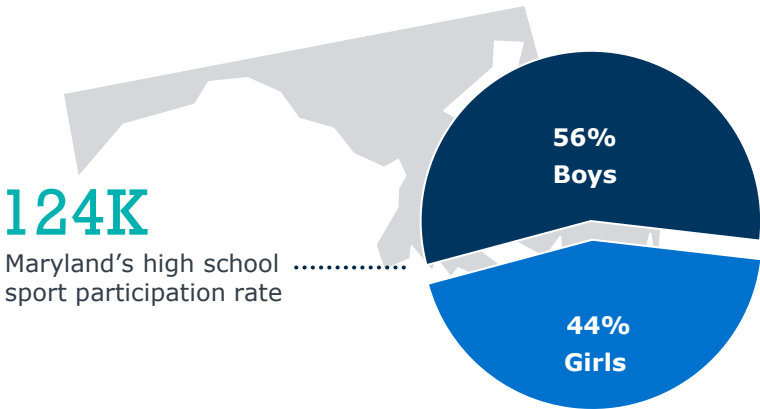 56%
Boys
124K
Maryland’s high school
sport participation rate
44%
Girls